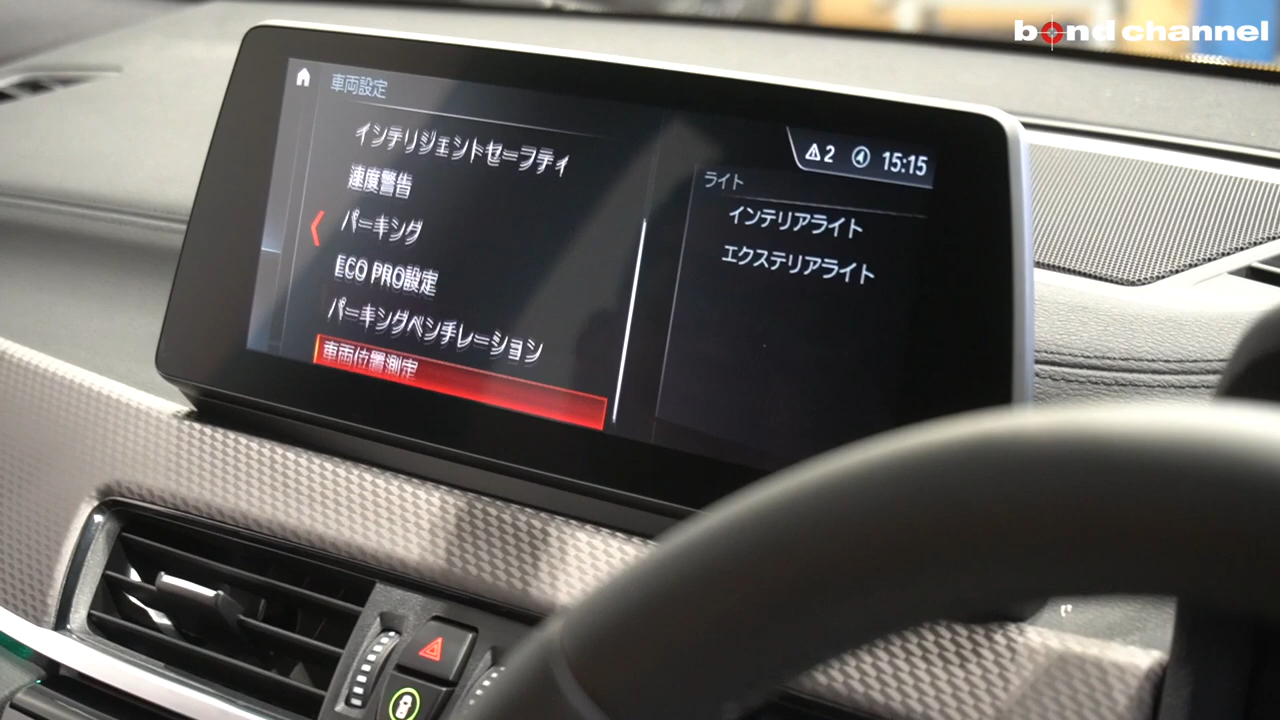 bond channel
車両設定
インテリジェントセーフティ
速度警告
パーキング
ECO PRO設定
パーキングベンチレーション
車両位置測定
2 15:15
ライト
インテリアライト
エクステリアライト